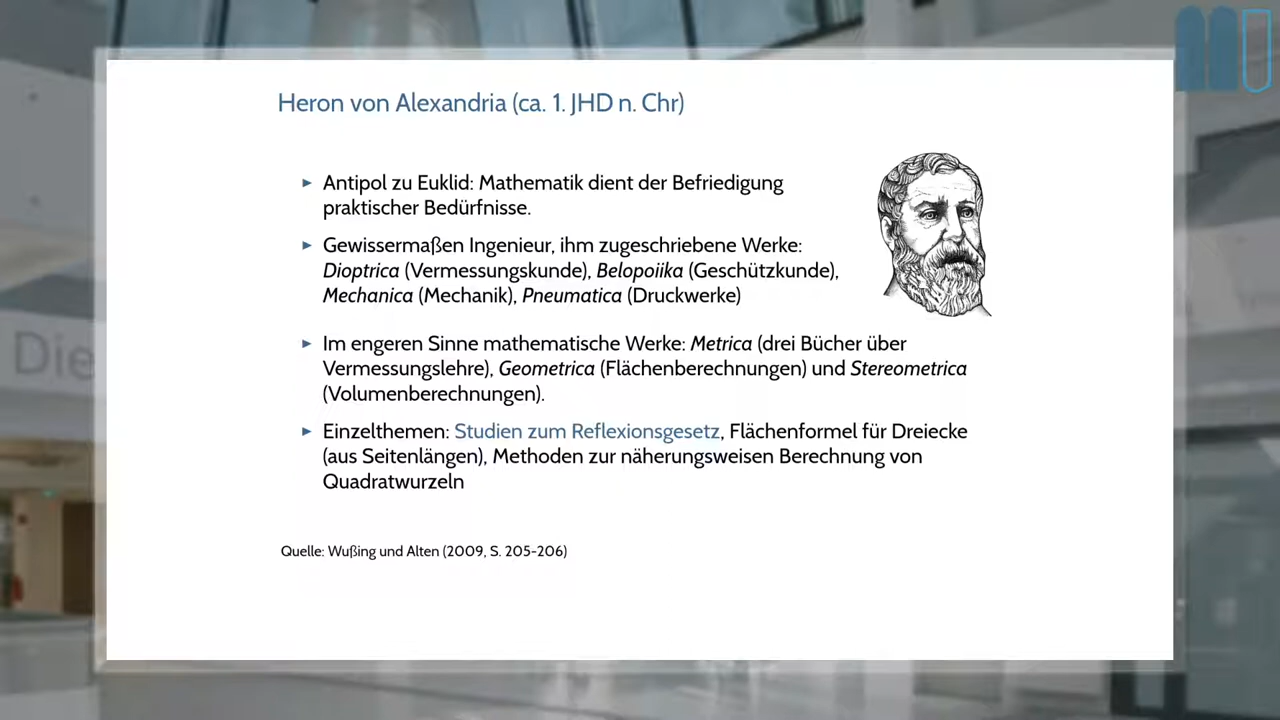 Heron von Alexandria (ca. 1. JHD n. Chr)
► Antipol zu Euklid: Mathematik dient der Befriedigung
praktischer Bedürfnisse.
► Gewissermaßen Ingenieur, ihm zugeschriebene Werke:
Dioptrica (Vermessungskunde), Belopoiika (Geschützkunde),
Mechanica (Mechanik), Pneumatica (Druckwerke)
► Im engeren Sinne mathematische Werke: Metrica (drei Bücher über
Vermessungslehre), Geometrica (Flächenberechnungen) und Stereometrica
(Volumenberechnungen).
► Einzelthemen: Studien zum Reflexionsgesetz, Flächenformel für Dreiecke
(aus Seitenlängen), Methoden zur näherungsweisen Berechnung von
Quadratwurzeln
Quelle: Wußing und Alten (2009, S. 205-206)
Die